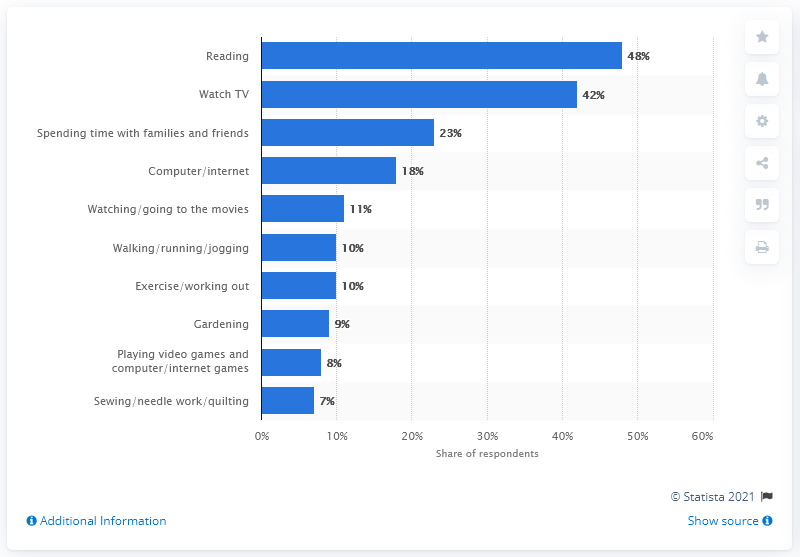 Reading 48%
Watch TV 42%
Spending time with families and friends 23%
Computer/internet 18%
Watching/going to the movies 11%
Walking/running/jogging 10%
Exercise/working out 10%
Gardening 9%
Playing video games and
computer/internet games 8%
Sewing/needle work/quilting 7%
0% 10% 20% 30% 40% 50% 60%
Share of respondents
© Statista 2021
Additional Information
Show source